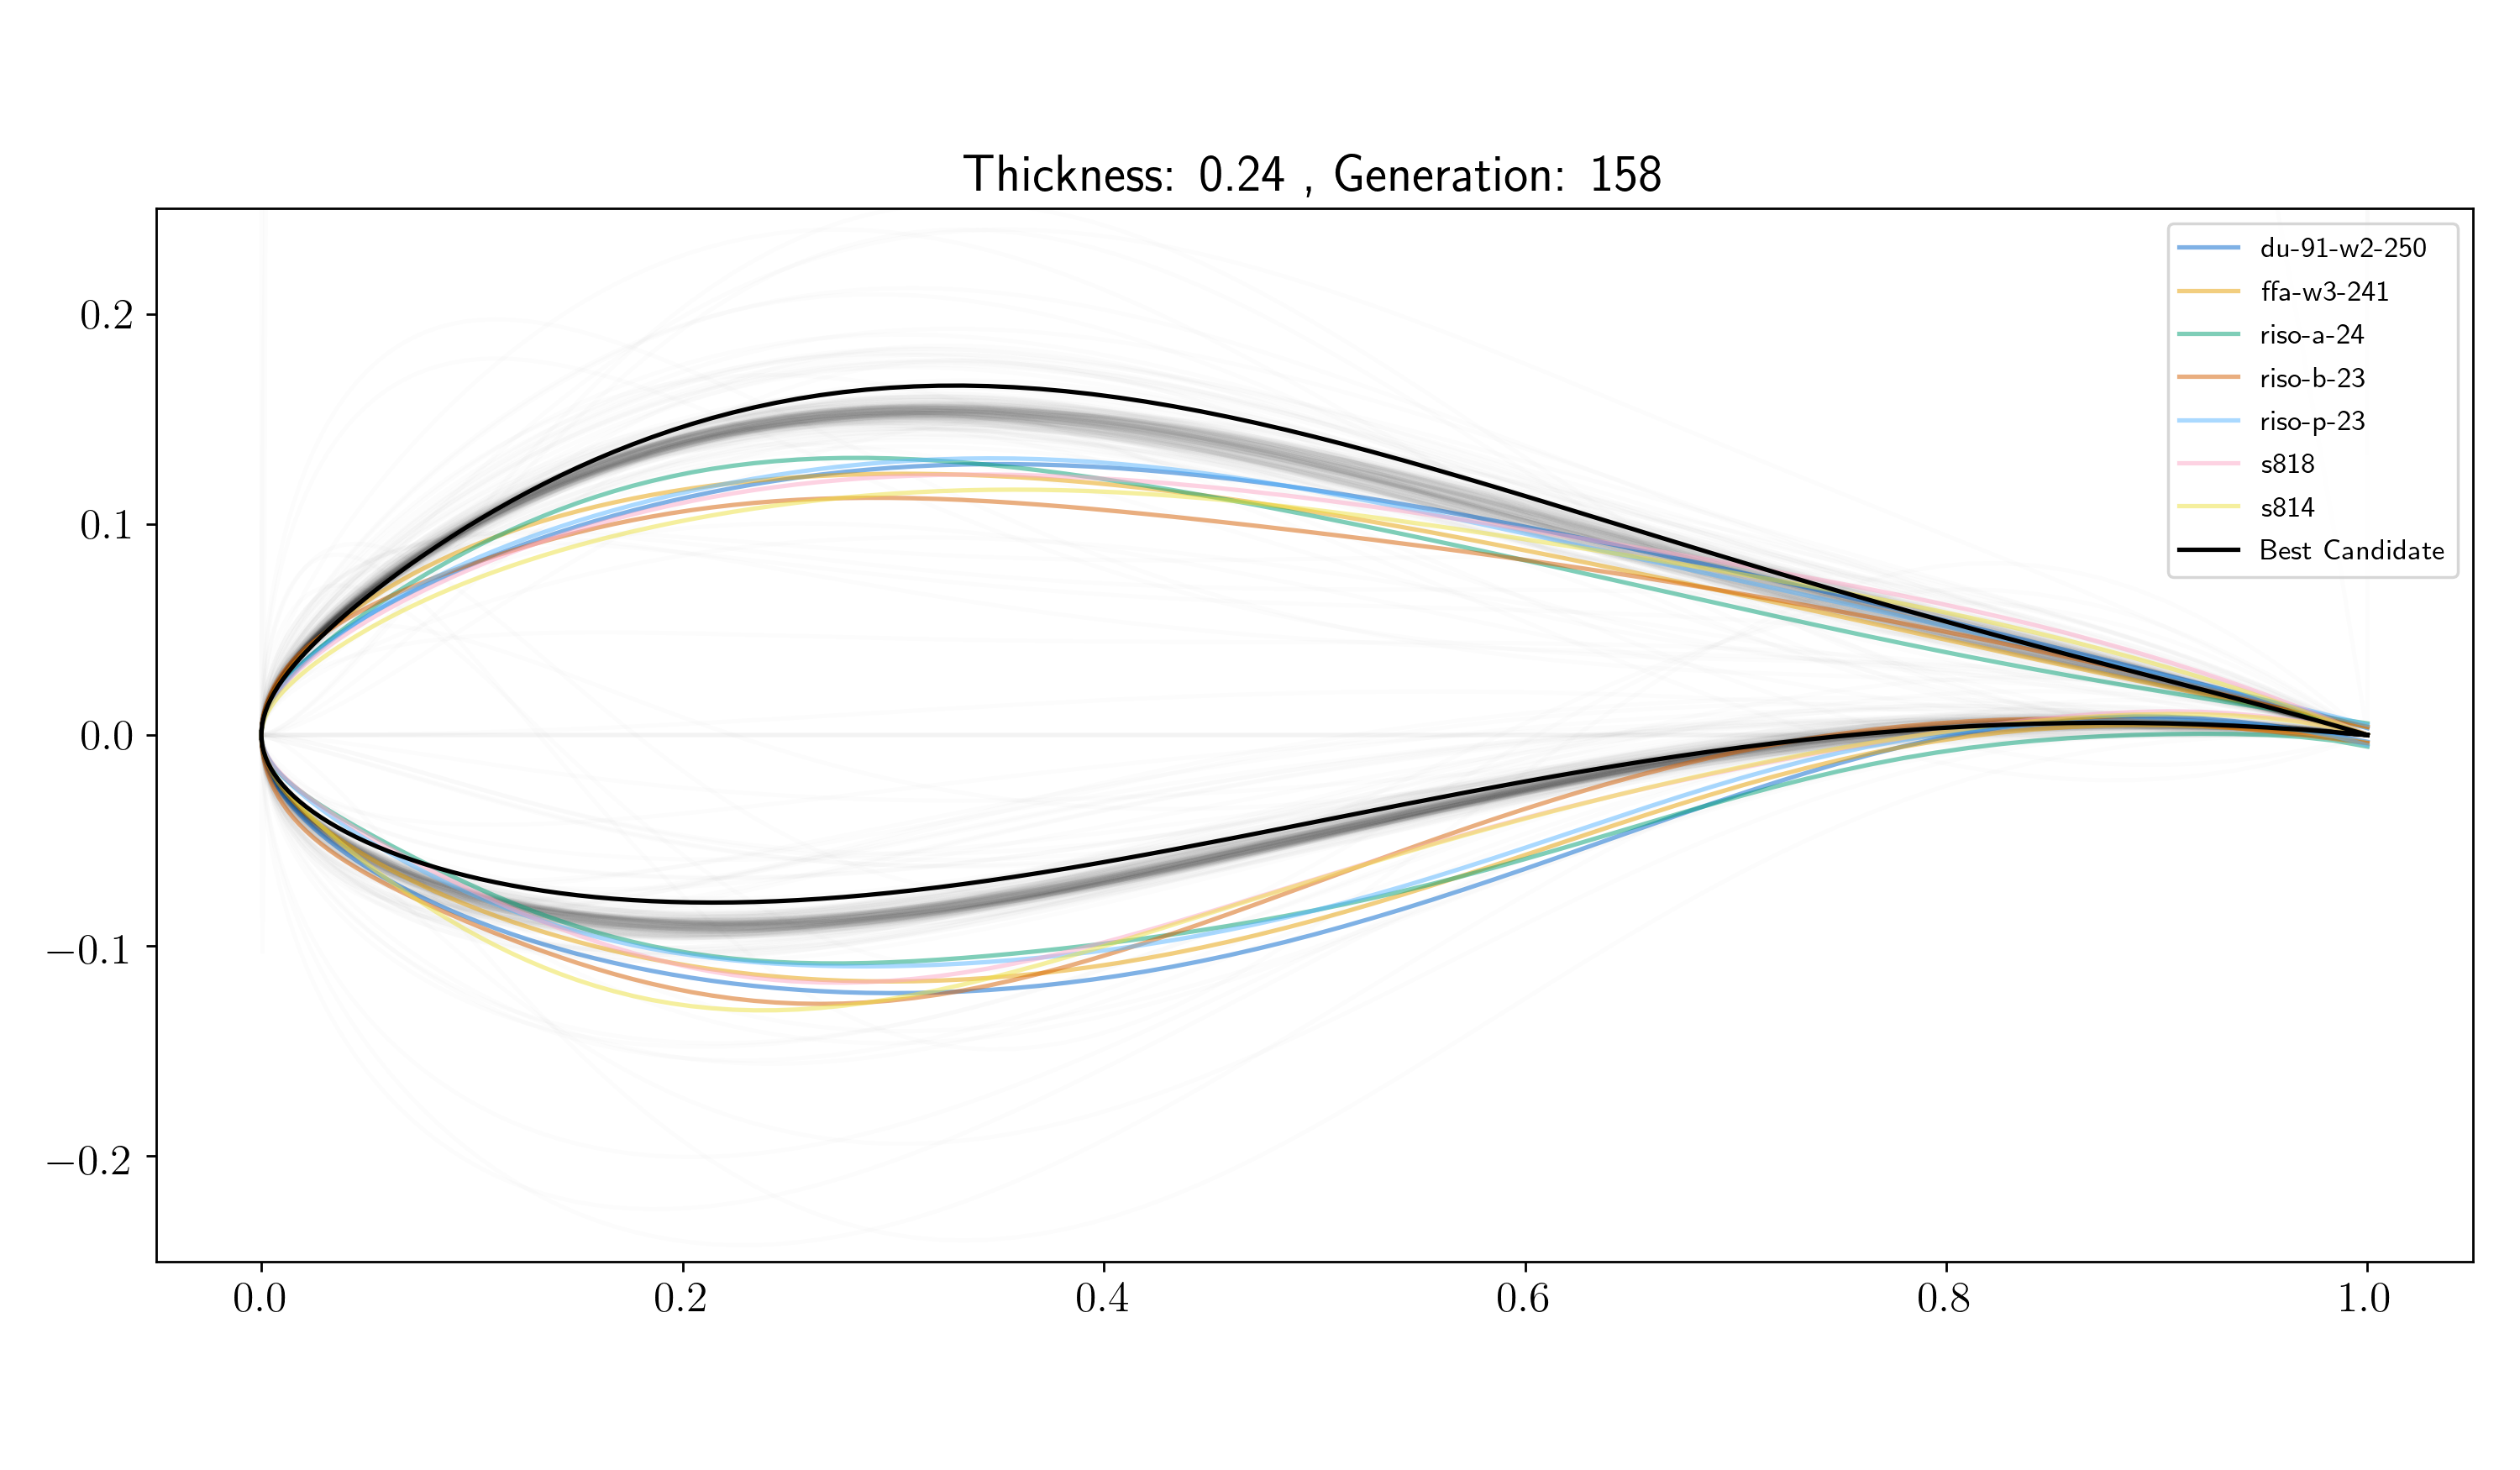 Thickness: 0.24 , Generation: 158
0.2
0.1
0.0
−0.1
−0.2
0.0
0.2
0.4
0.6
0.8
1.0
du-91-w2-250
ffa-w3-241
riso-a-24
riso-b-23
riso-p-23
s818
s814
Best Candidate